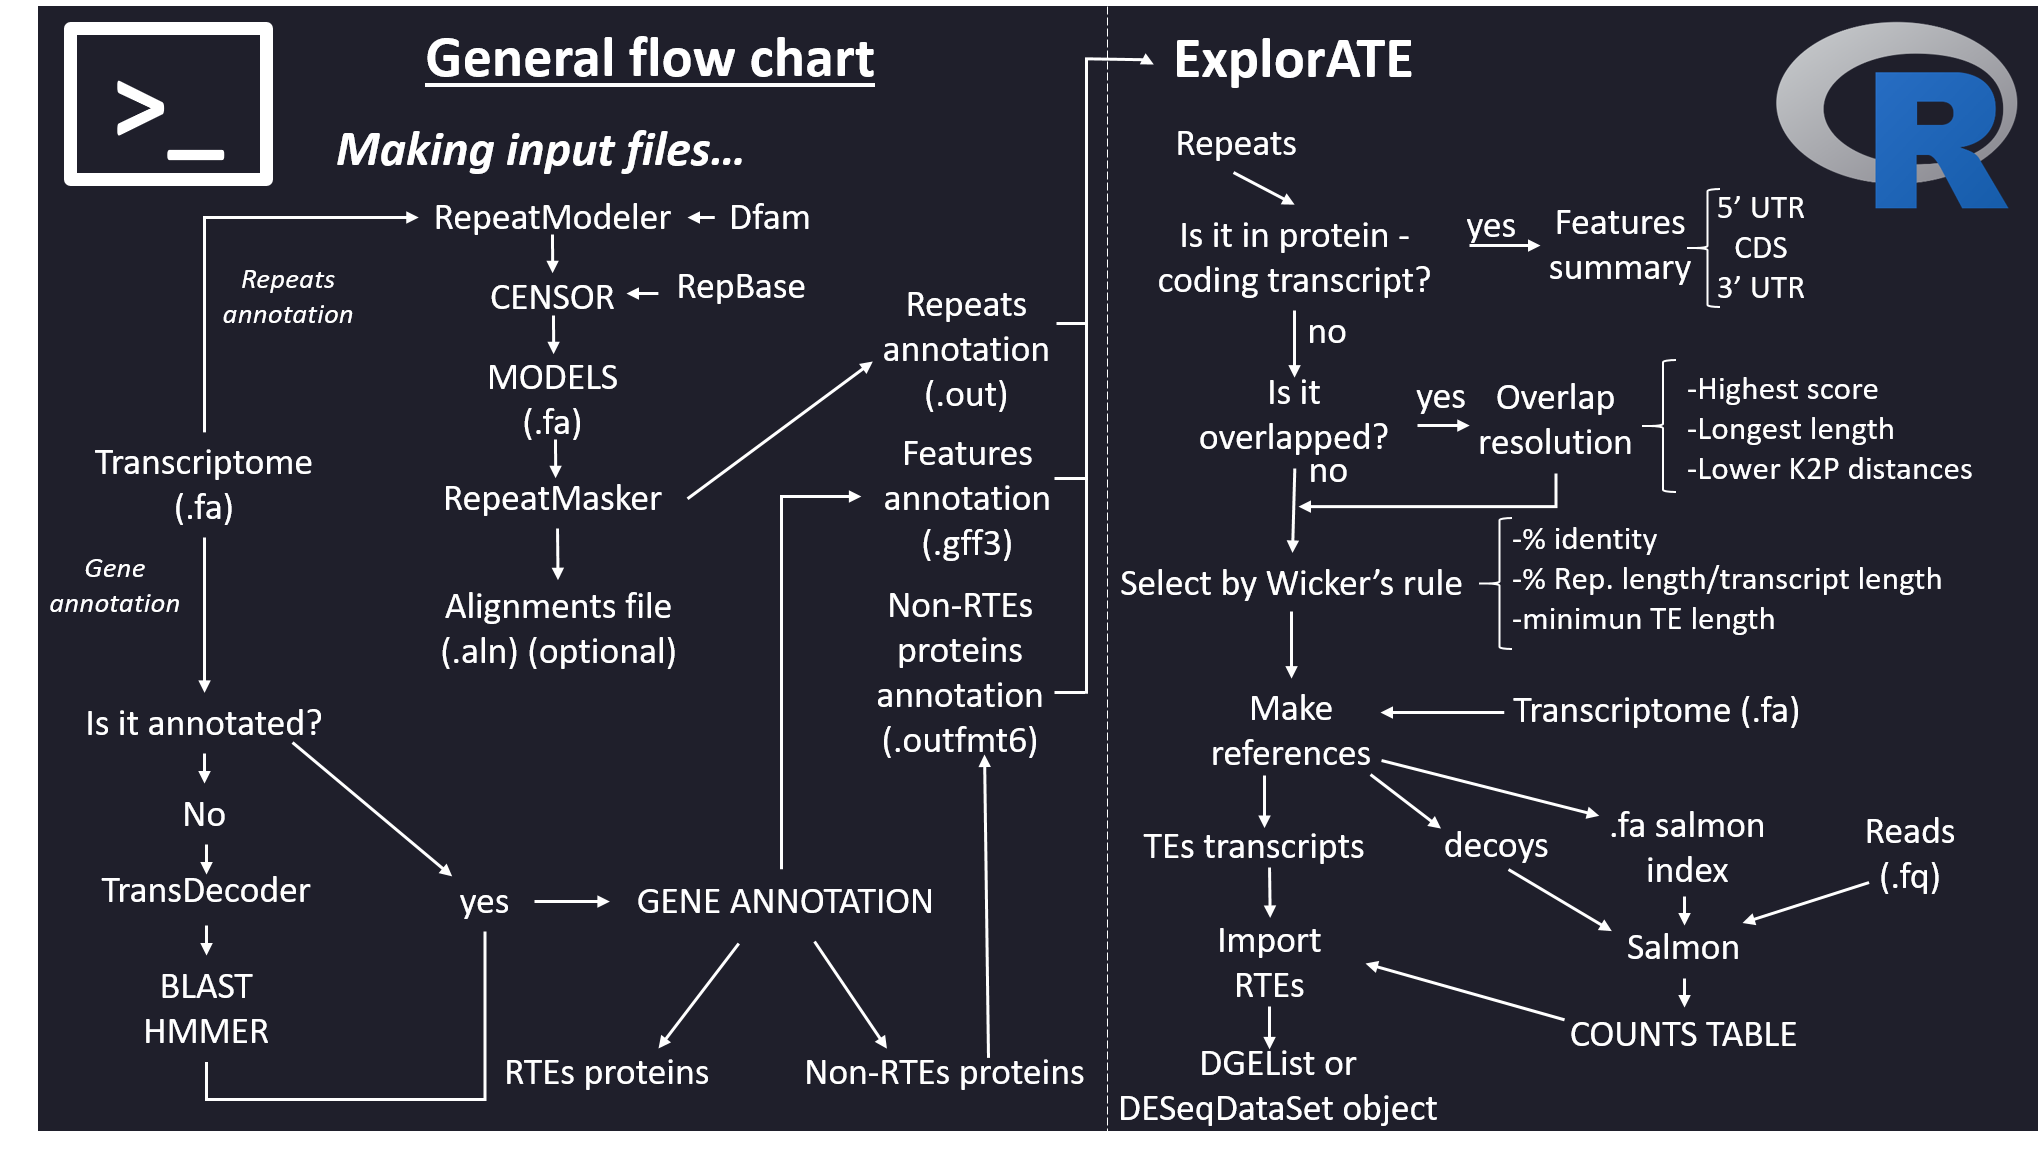 >_
General flow chart
Making input files...
RepeatModeler
Dfam
Repeats
annotation
CENSOR
RepBase
MODELS
(.fa)
Transcriptome
(.fa)
RepeatMasker
Gene
annotation
Alignments file
(.aln) (optional)
Repeats
annotation
(.out)
Features
annotation
(.gff3)
Non-RTEs
proteins
annotation
(.outfmt6)
Is it annotated?
No
TransDecoder
BLAST
HMMER
yes
GENE ANNOTATION
RTEs proteins
Non-RTEs proteins
ExplorATE
R
Repeats
Is it in protein -
coding transcript?
yes
Features
summary
5’ UTR
CDS
3’ UTR
no
Is it
overlapped?
yes
Overlap
resolution
-Highest score
-Longest length
-Lower K2P distances
no
Select by Wicker’s rule
-% identity
-% Rep. length/transcript length
-minimun TE length
Make
references
Transcriptome (.fa)
TEs transcripts
decoys
.fa salmon
index
Reads
(.fq)
Import
RTEs
Salmon
COUNTS TABLE
DGEList or
DESeqDataSet object